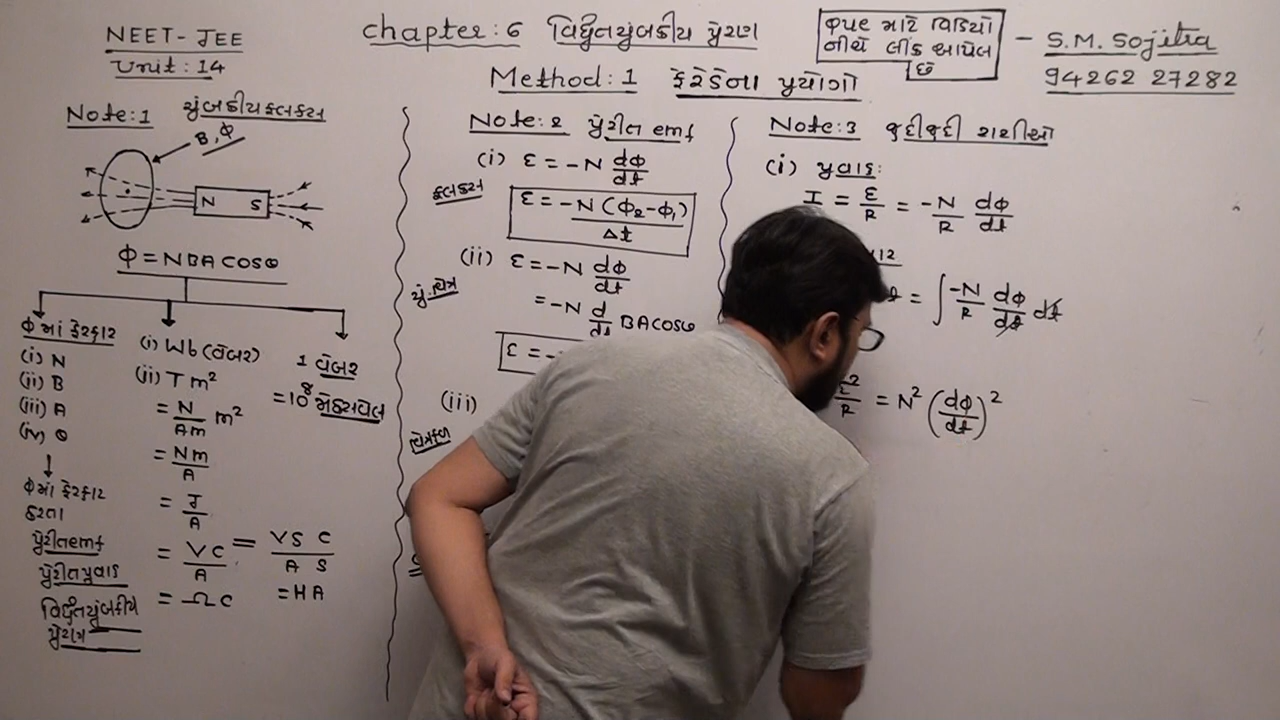 NEET - JEE
Unit : 14
chapter : 6 વિદ્યુતચુંબકીય પ્રેરણ
ઉપર માટે વિડિયો
નીચે લીંક આપેલ
છે
- S.M. Sojitra
94262 27282
Method : 1 ફેરેડેના પ્રયોગો
Note : 1 ચુંબકીય ફ્લક્સ
B, Φ
N S
Φ = NBA COSΘ
Φ માં ફેરફાર
(i) N
(ii) B
(iii) A
(iv) Θ
Φ માં ફેરફાર
કરતા
પ્રેરીત emf
પ્રેરીત પ્રવાહ
વિદ્યુતચુંબકીય
પ્રેરણ
(i) Wb (વેબર)
(ii) T m²
= N/Am m²
= Nm/A
= J/A
= VC/A = VS C/A S
= ΩC = HA
1 વેબર
= 10⁸ મેક્સવેલ
Note : 2 પ્રેરીત emf
(i) ε = -N dΦ/dt
ફ્લક્સ
ε = -N(Φ₂-Φ₁)/Δt
(ii) ε = -N dΦ/dt
ચું. ક્ષેત્ર
= -N d/dt BA COSΘ
ε = -
(iii)
ક્ષેત્રફળ
Note : 3 જુદીજુદી રાશીઓ
(i) પ્રવાહ :
I = ε/R = -N/R dΦ/dt
= ∫ -N/R dΦ/dt dt
ε²/R = N² (dΦ/dt)²